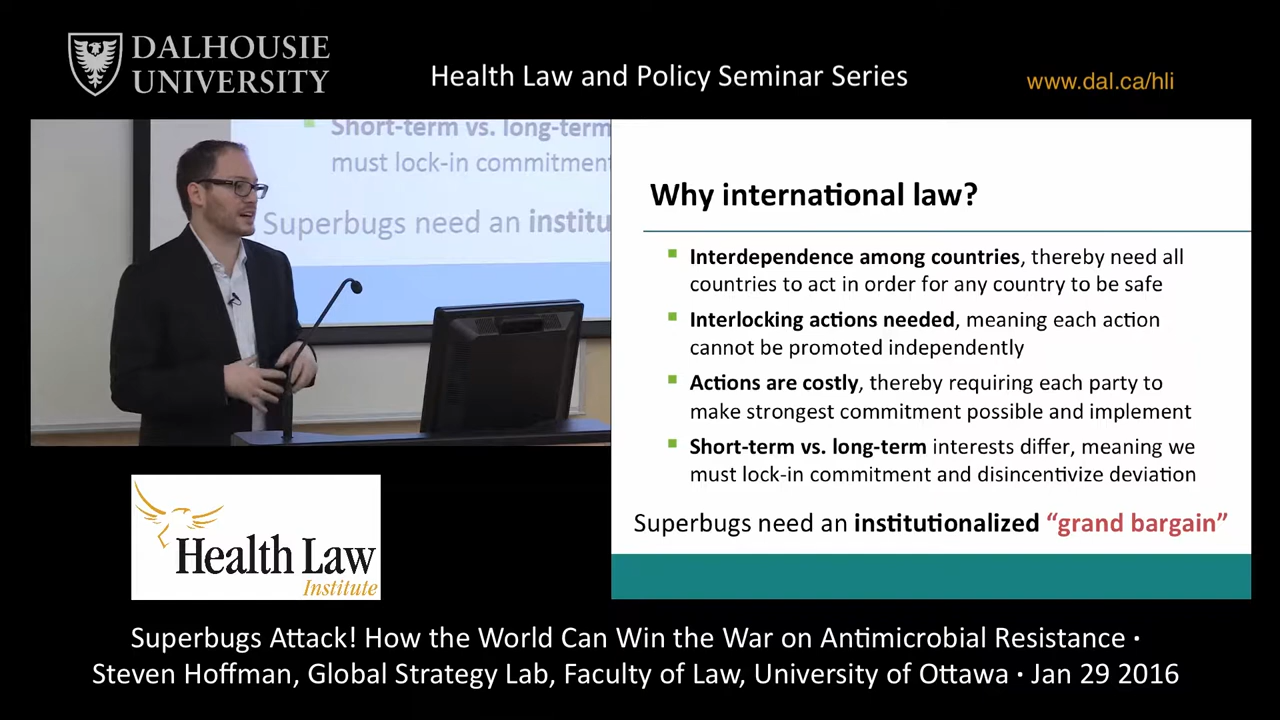 DALHOUSIE
UNIVERSITY
Health Law and Policy Seminar Series
www.dal.ca/hli
Short-term vs. long-term
must lock-in commitment
Superbugs need an institu
Why international law?
Interdependence among countries, thereby need all
countries to act in order for any country to be safe
Interlocking actions needed, meaning each action
cannot be promoted independently
Actions are costly, thereby requiring each party to
make strongest commitment possible and implement
Short-term vs. long-term interests differ, meaning we
must lock-in commitment and disincentivize deviation
Superbugs need an institutionalized “grand bargain”
Health Law
Institute
Superbugs Attack! How the World Can Win the War on Antimicrobial Resistance •
Steven Hoffman, Global Strategy Lab, Faculty of Law, University of Ottawa • Jan 29 2016